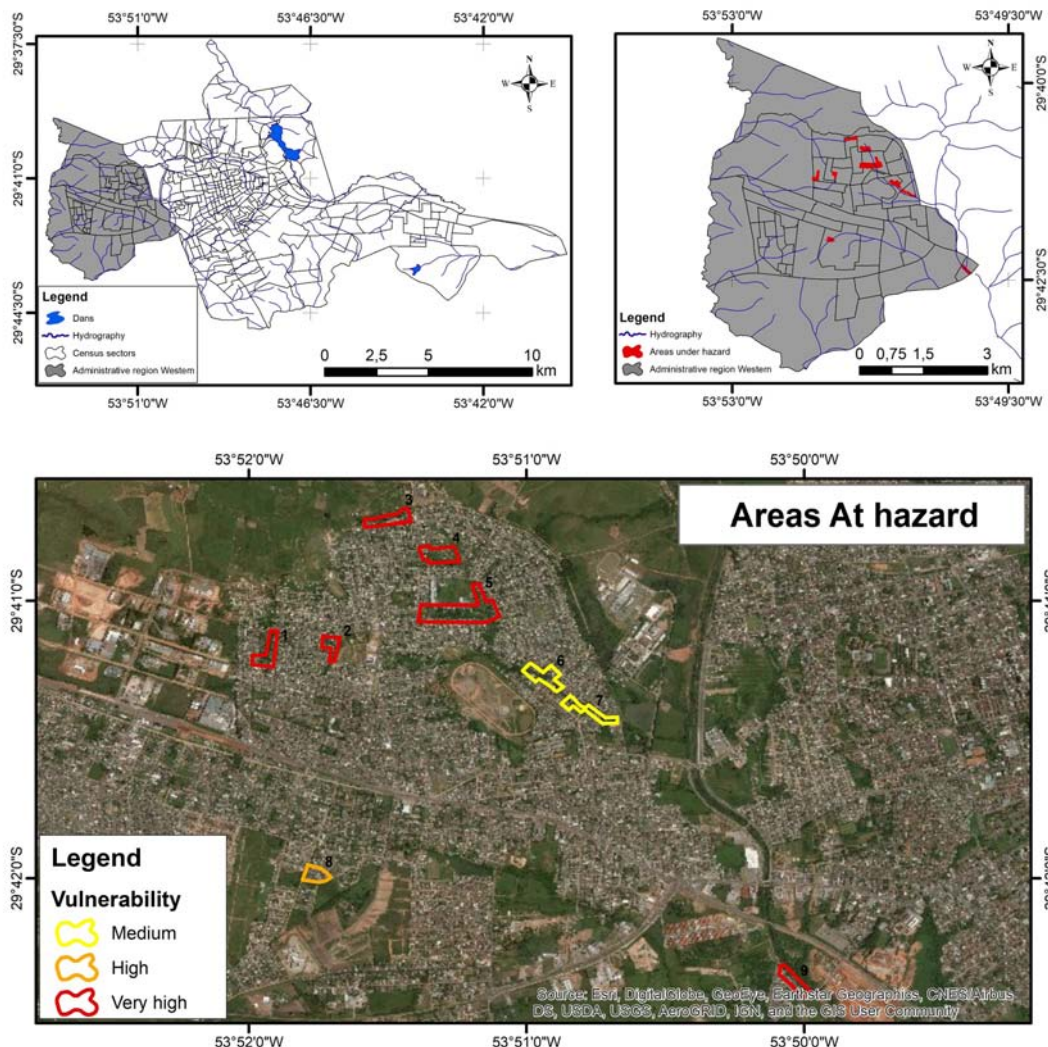 53°51'0"W 53°46'30"W 53°42'0"W
29°37'30"S
29°41'0"S
29°44'30"S
N
W E
S
Legend
Dans
Hydrography
Census sectors
Administrative region Western
0 2,5 5 10
km
53°51'0"W 53°46'30"W 53°42'0"W
53°53'0"W 53°49'30"W
29°40'0"S
29°42'30"S
N
W E
S
Legend
Hydrography
Areas under hazard
Administrative region Western
0 0,75 1,5 3
km
53°53'0"W 53°49'30"W
53°52'0"W 53°51'0"W 53°50'0"W
Areas At hazard
29°41'0"S
29°42'0"S
3
4
5
1
2
6
7
8
9
29°41'0"S
29°42'0"S
Legend
Vulnerability
Medium
High
Very high
Source: Esri, DigitalGlobe, GeoEye, Earthstar Geographics, CNES/Airbus
DS, USDA, USGS, AeroGRID, IGN, and the GIS User Community
53°52'0"W 53°51'0"W 53°50'0"W